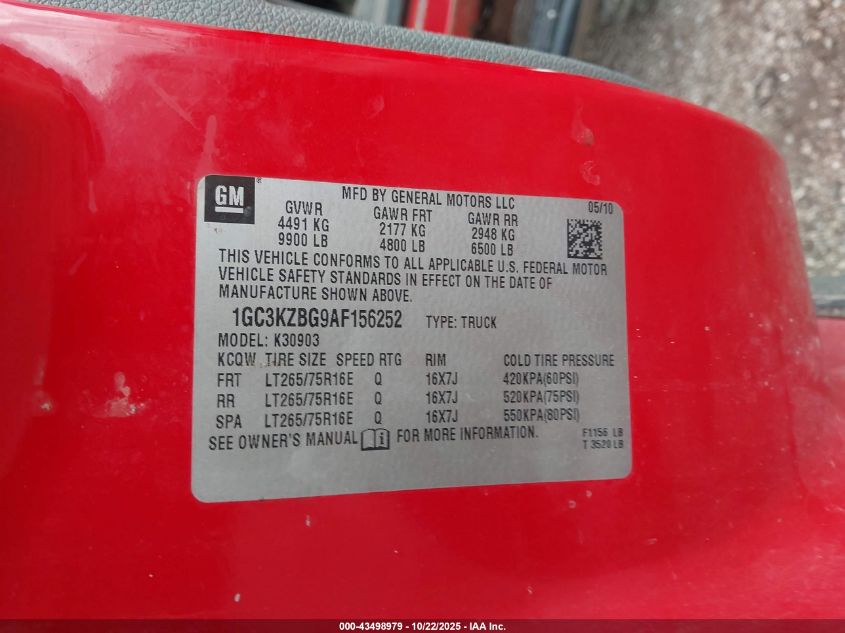 GM
MFD BY GENERAL MOTORS LLC
05/10
GVWR GAWR FRT GAWR RR
4491 KG 2177 KG 2948 KG
9900 LB 4800 LB 6500 LB
THIS VEHICLE CONFORMS TO ALL APPLICABLE U.S. FEDERAL MOTOR
VEHICLE SAFETY STANDARDS IN EFFECT ON THE DATE OF
MANUFACTURE SHOWN ABOVE.
1GC3KZBG9AF156252 TYPE: TRUCK
MODEL: K30903
KCQW TIRE SIZE SPEED RTG RIM COLD TIRE PRESSURE
FRT LT265/75R16E Q 16X7J 420KPA(60PSI)
RR LT265/75R16E Q 16X7J 520KPA(75PSI)
SPA LT265/75R16E Q 16X7J 550KPA(80PSI)
SEE OWNER'S MANUAL i FOR MORE INFORMATION.
F1156 LB
T 3520 LB
000-43498979 - 10/22/2025 - IAA Inc.